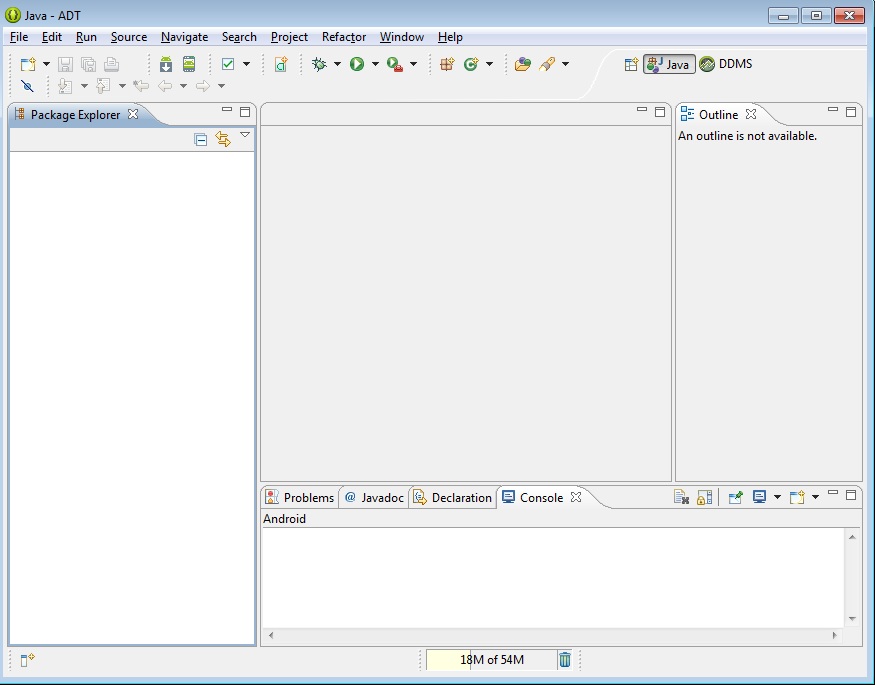 Java - ADT
File Edit Run Source Navigate Search Project Refactor Window Help
Java DDMS
Package Explorer
Outline
An outline is not available.
Problems @ Javadoc Declaration Console
Android
18M of 54M